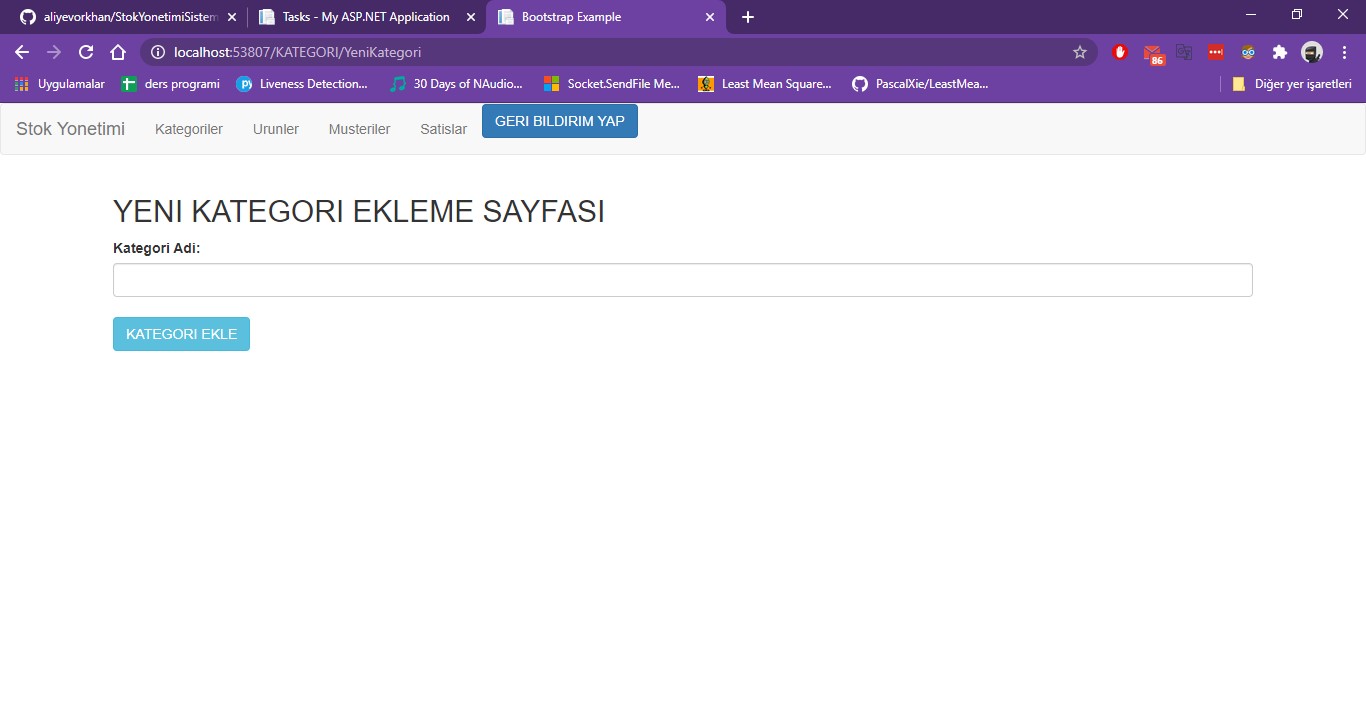 aliyevorkhan/StokYonetimiSistem
Tasks - My ASP.NET Application
Bootstrap Example
localhost:53807/KATEGORI/YeniKategori
86
Uygulamalar
ders programi
Liveness Detection...
30 Days of NAudio...
Socket.SendFile Me...
Least Mean Square...
PascalXie/LeastMea...
Diğer yer işaretleri
Stok Yonetimi
Kategoriler
Urunler
Musteriler
Satislar
GERI BILDIRIM YAP
YENI KATEGORI EKLEME SAYFASI
Kategori Adi:
KATEGORI EKLE